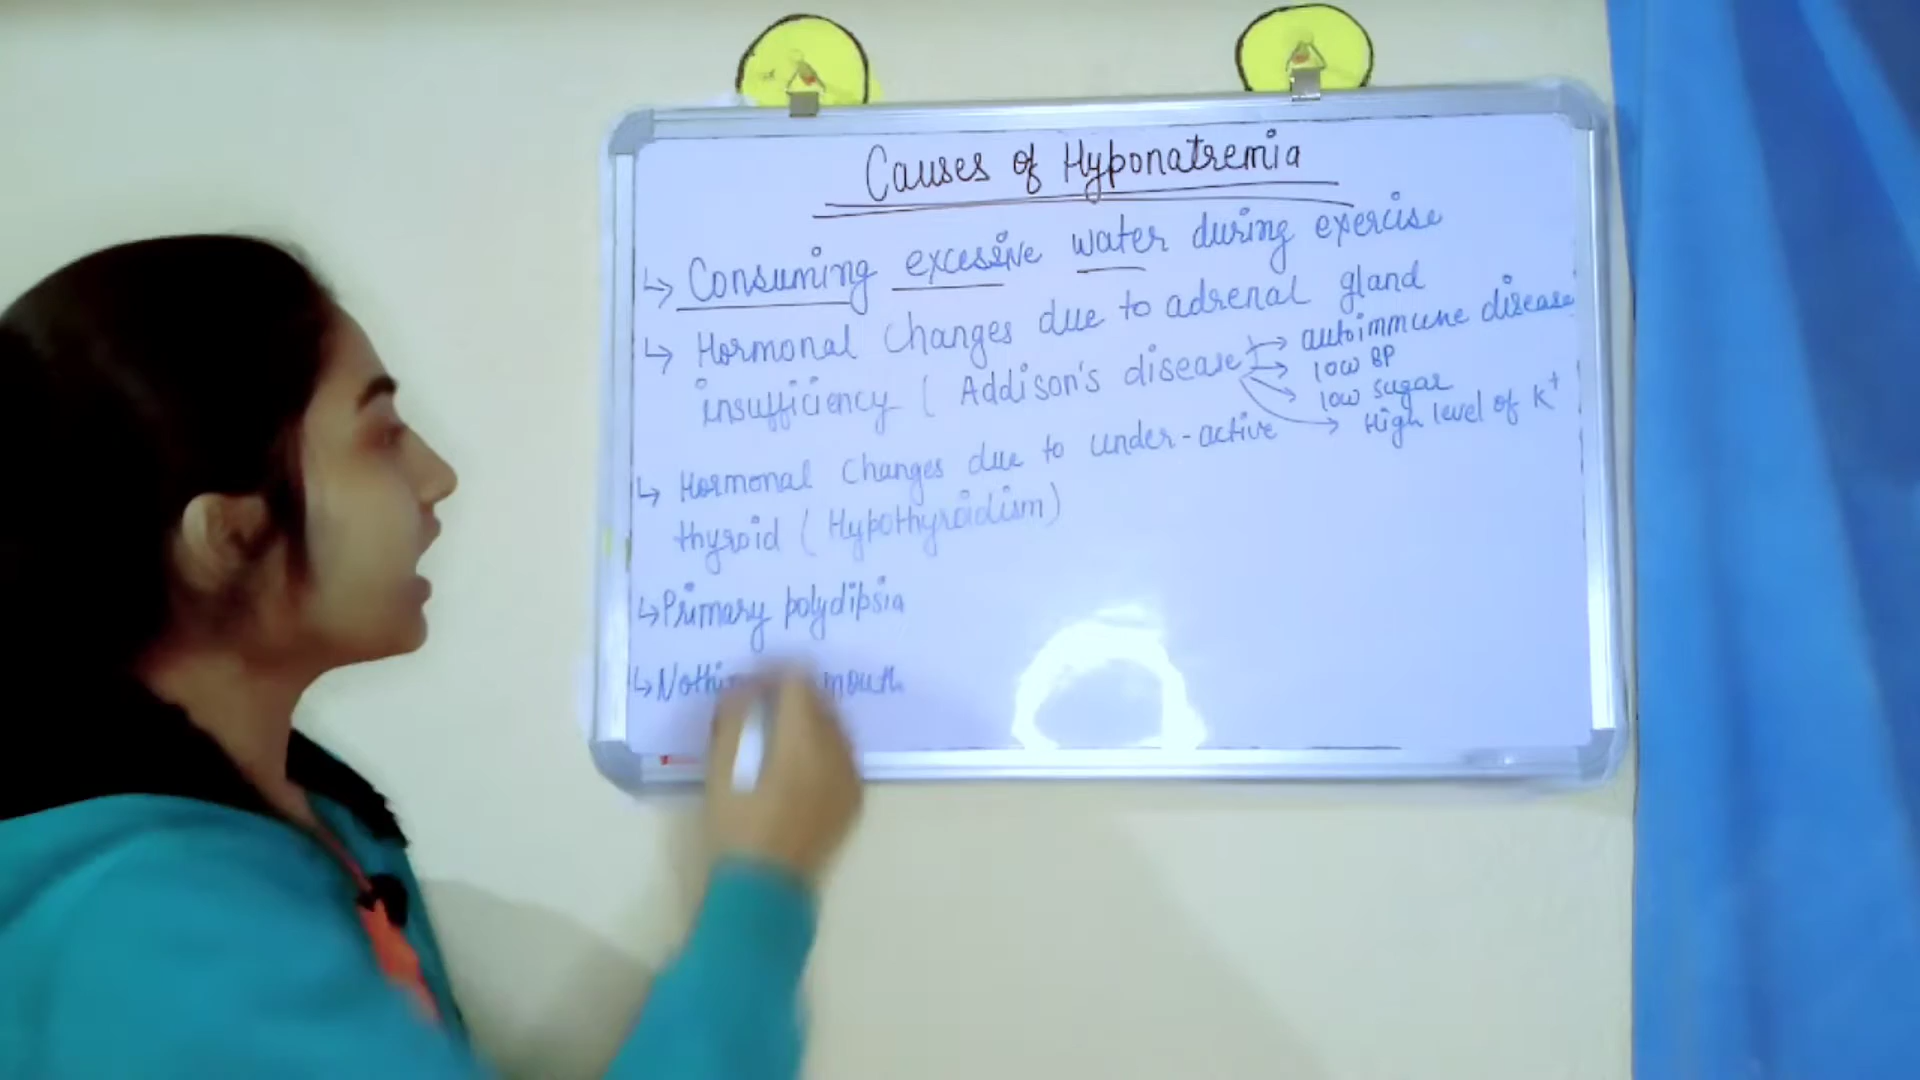 Causes of Hyponatremia
↳ Consuming excessive water during exercise
↳ Hormonal Changes due to adrenal gland
insufficiency ( Addison's disease → autoimmune disease
→ low BP
→ low sugar
→ High level of K⁺
↳ Hormonal Changes due to under-active
thyroid ( Hypothyroidism )
↳ Primary polydipsia
↳ mouth